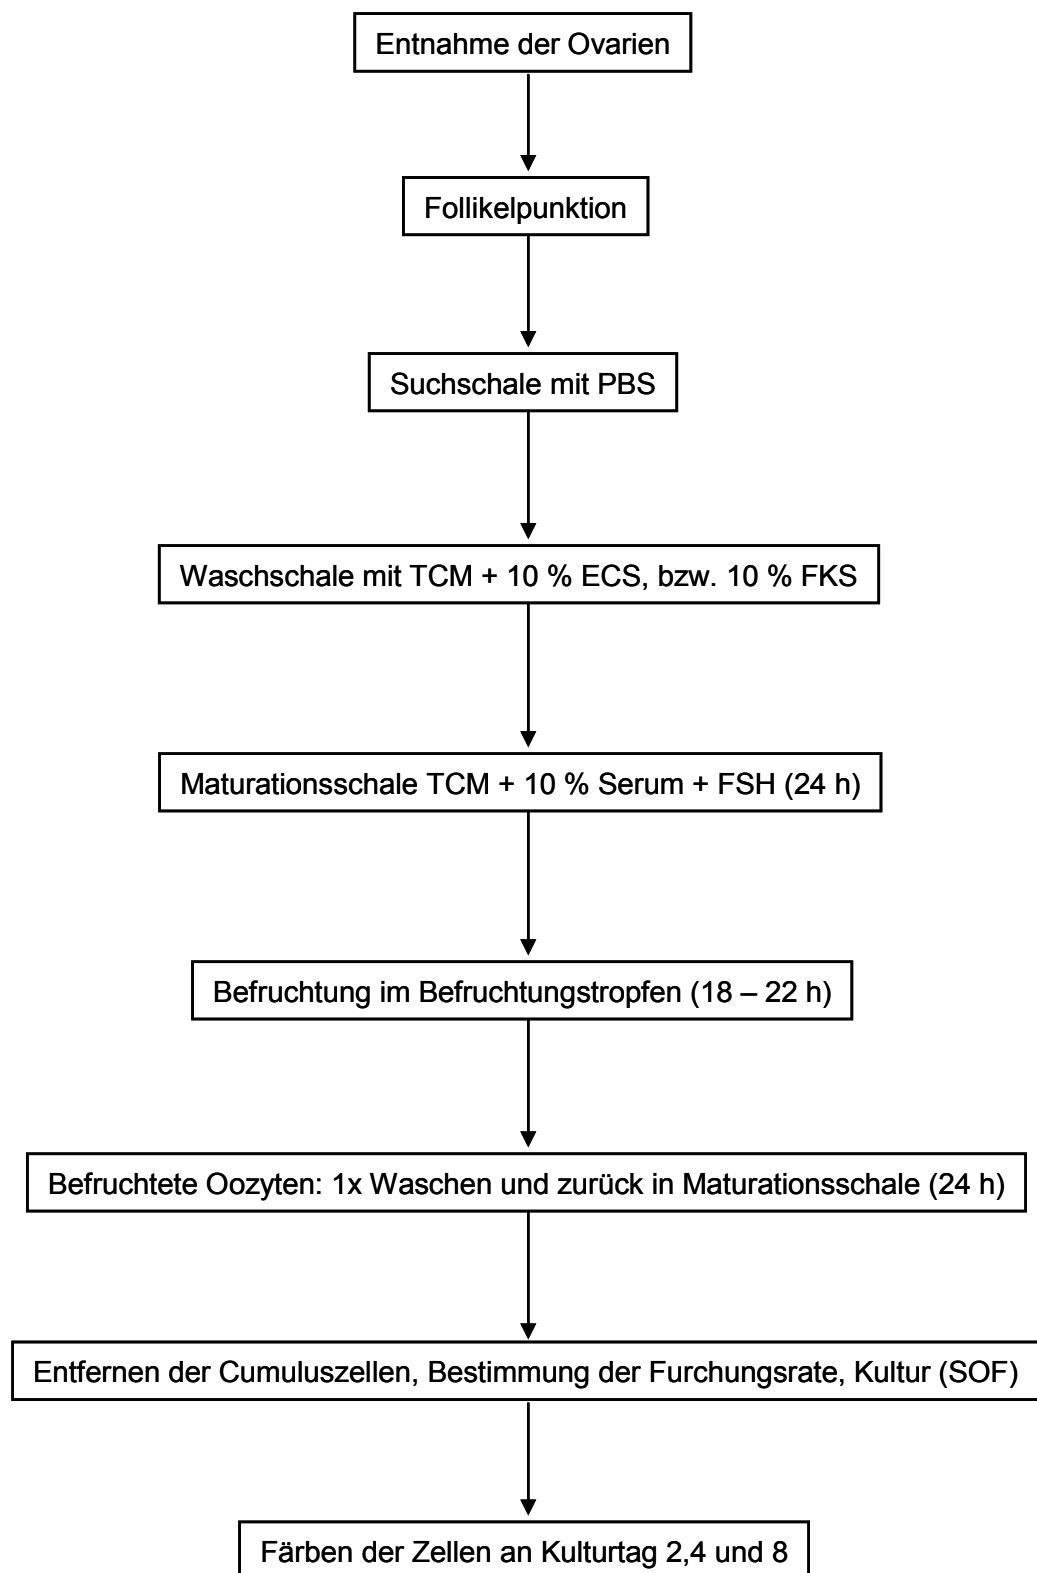 Entnahme der Ovarien
Follikelpunktion
Suchschale mit PBS
Waschschale mit TCM + 10 % ECS, bzw. 10 % FKS
Maturationsschale TCM + 10 % Serum + FSH (24 h)
Befruchtung im Befruchtungstropfen (18 – 22 h)
Befruchtete Oozyten: 1x Waschen und zurück in Maturationsschale (24 h)
Entfernen der Cumuluszellen, Bestimmung der Furchungsrate, Kultur (SOF)
Färben der Zellen an Kulturtag 2,4 und 8